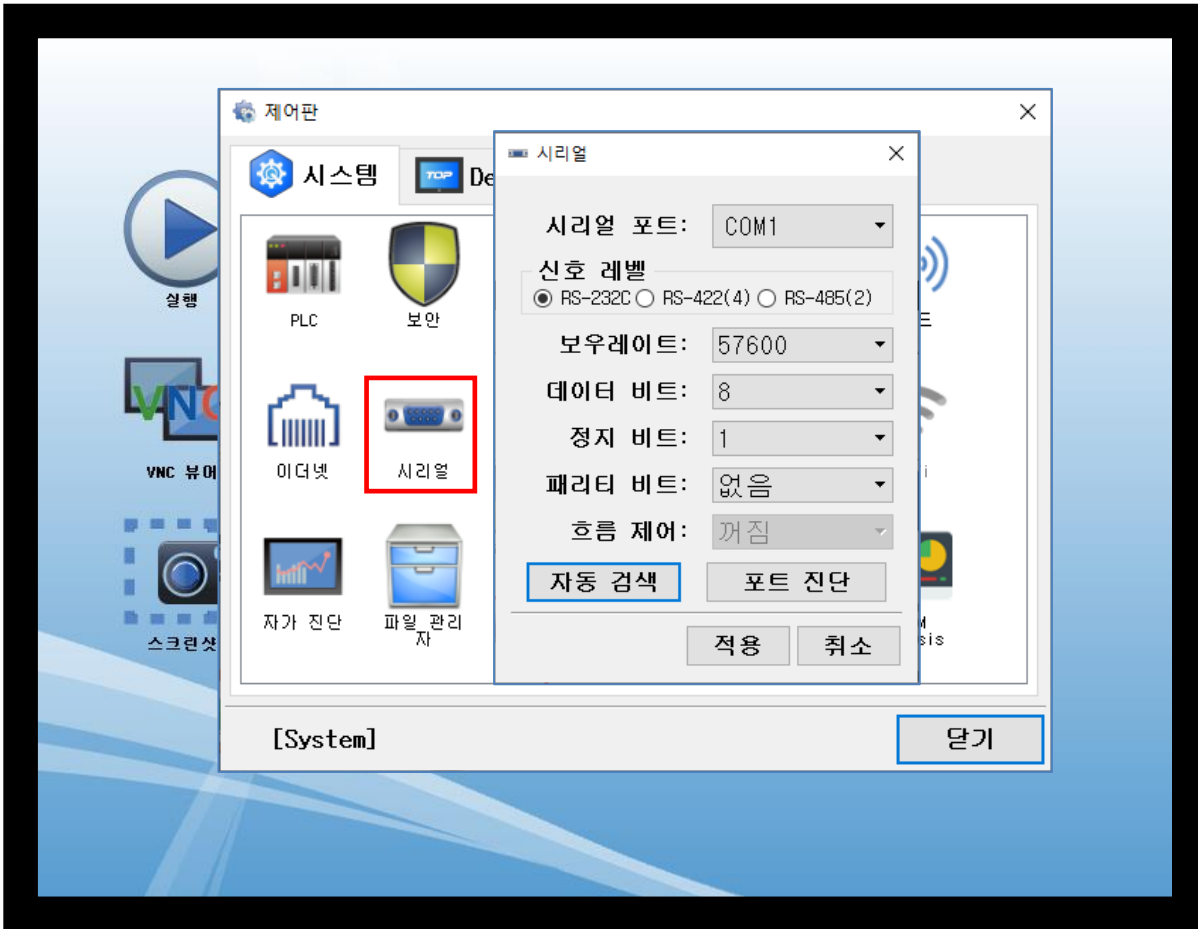 제어판
시스템
TOP
De
실행
PLC
보안
VNC
VNC 뷰어
이더넷
시리얼
스크린샷
자가 진단
파일 관리
자
sis
시리얼
시리얼 포트: COM1
신호 레벨
RS-232C RS-422(4) RS-485(2)
보우레이트: 57600
데이터 비트: 8
정지 비트: 1
패리티 비트: 없음
흐름 제어: 꺼짐
자동 검색 포트 진단
적용 취소
[System] 닫기